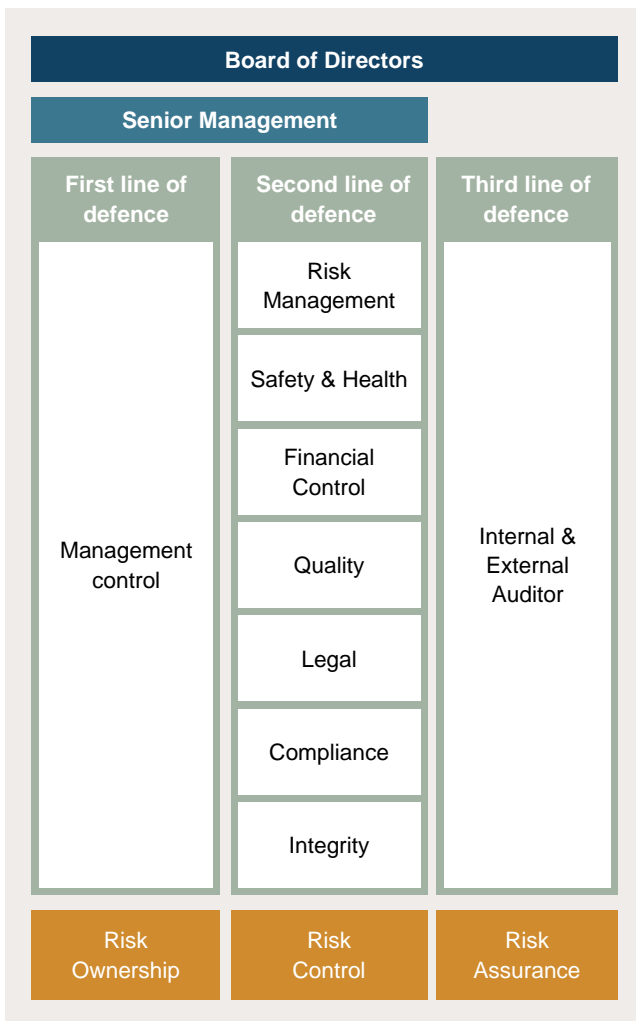 Board of Directors
Senior Management
First line of
defence
Management
control
Risk
Ownership
Second line of
defence
Risk
Management
Safety & Health
Financial
Control
Quality
Legal
Compliance
Integrity
Risk
Control
Third line of
defence
Internal &
External
Auditor
Risk
Assurance